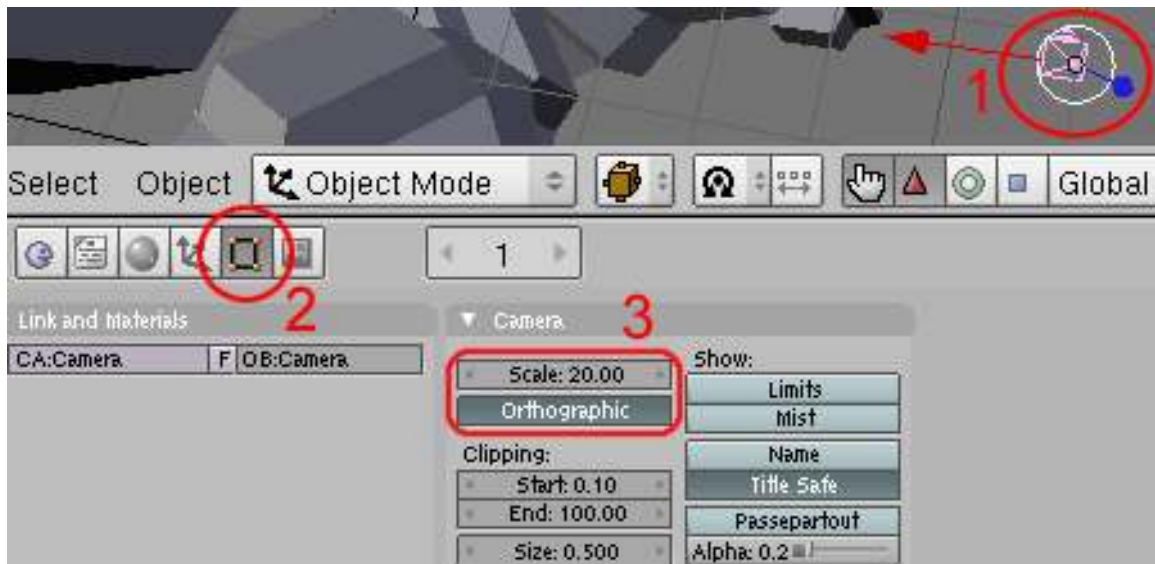 1
Select Object Object Mode Global
1
2
Link and Materials
Camera
3
CA:Camera F OB:Camera
Scale: 20.00
Orthographic
Show:
Limits
Mist
Clipping:
Start: 0.10
End: 100.00
Size: 0.500
Name
Title Safe
Passepartout
Alpha: 0.2